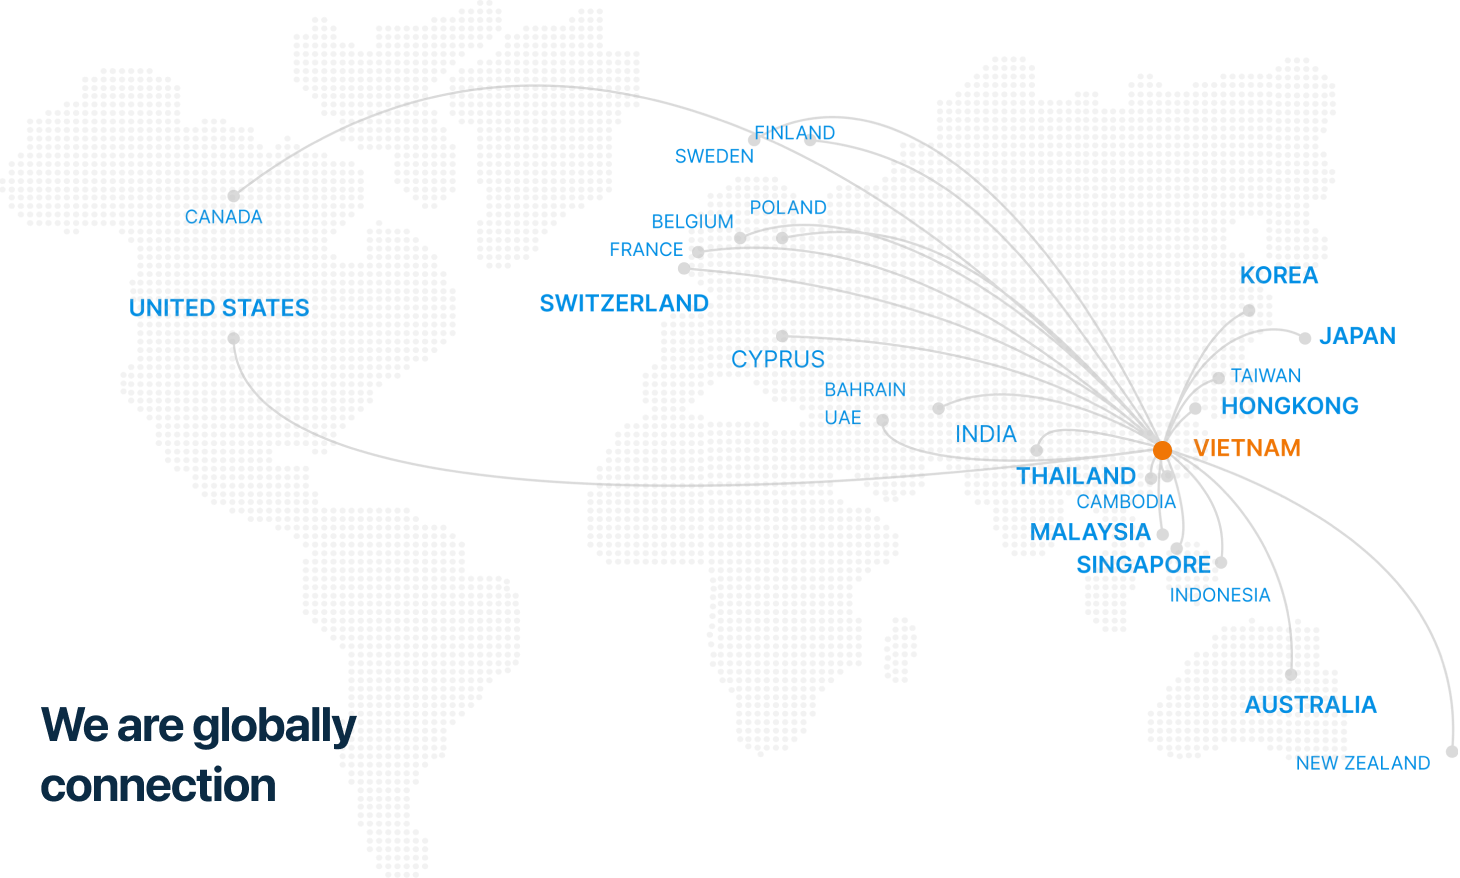 FINLAND
SWEDEN
CANADA
POLAND
BELGIUM
FRANCE
KOREA
UNITED STATES
SWITZERLAND
JAPAN
CYPRUS
TAIWAN
BAHRAIN
HONGKONG
UAE
INDIA
VIETNAM
THAILAND
CAMBODIA
MALAYSIA
SINGAPORE
INDONESIA
AUSTRALIA
NEW ZEALAND
We are globally
connection